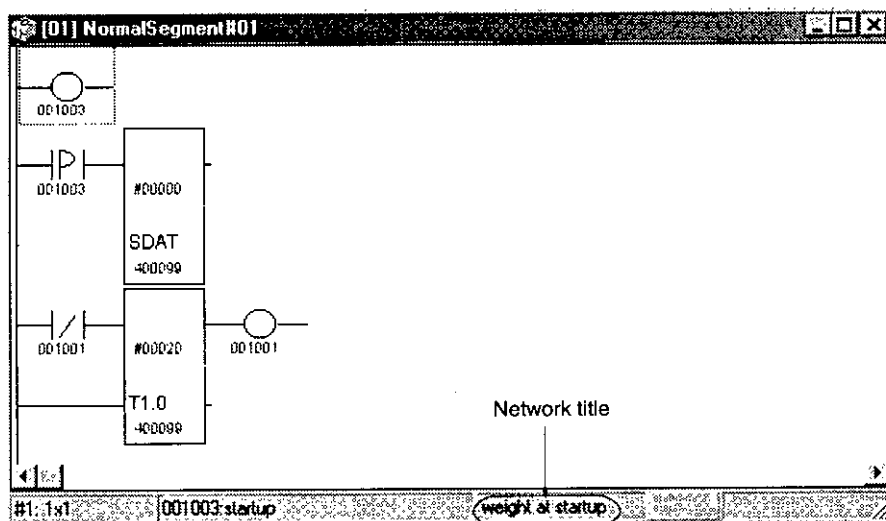 [01] NormalSegment#01
001003
P
001003
#00000
SDAT
400099
001001
#00020
001001
T1.0
400099
Network title
#1: 1x1
001003:startup
weight at startup